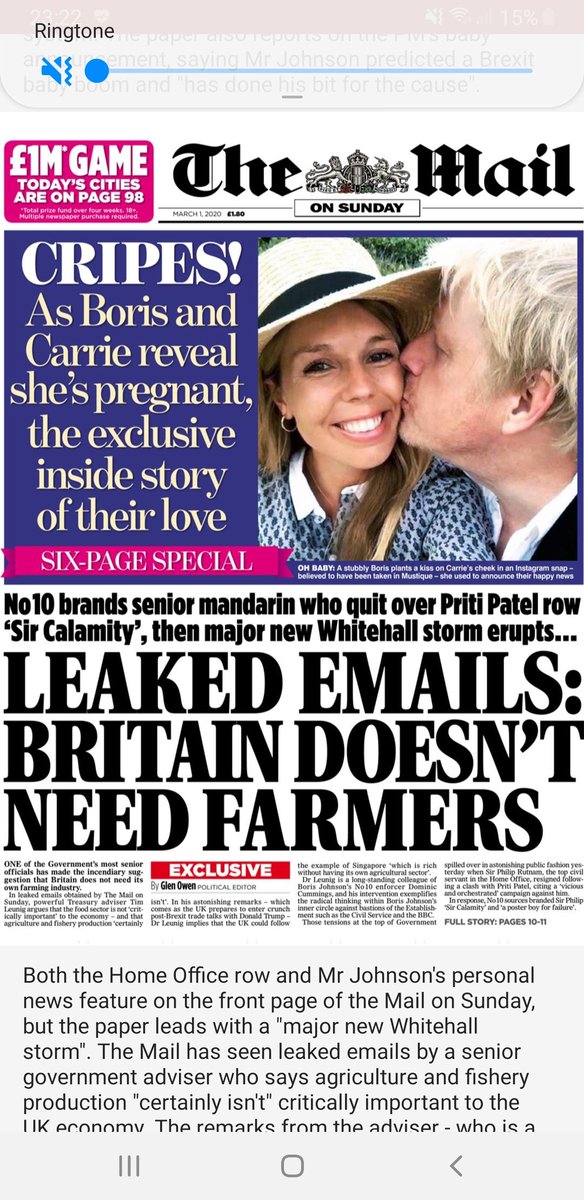 23:22
15%
Ringtone
the paper also reports on the PM's baby
announcement, saying Mr Johnson predicted a Brexit
baby boom and "has done his bit for the cause".
£1M* GAME
TODAY'S CITIES
ARE ON PAGE 98
*Total prize fund over four weeks. 18+.
Multiple newspaper purchase required.
The Mail
ON SUNDAY
MARCH 1, 2020 £1.80
CRIPES!
As Boris and
Carrie reveal
she's pregnant,
the exclusive
inside story
of their love
SIX-PAGE SPECIAL
OH BABY: A stubbly Boris plants a kiss on Carrie's cheek in an Instagram snap –
believed to have been taken in Mustique – she used to announce their happy news
No10 brands senior mandarin who quit over Priti Patel row
'Sir Calamity', then major new Whitehall storm erupts...
LEAKED EMAILS:
BRITAIN DOESN'T
NEED FARMERS
ONE of the Government's most senior
officials has made the incendiary sug-
gestion that Britain does not need its
own farming industry.
In leaked emails obtained by The Mail on
Sunday, powerful Treasury adviser Tim
Leunig argues that the food sector is not 'crit-
ically important' to the economy – and that
agriculture and fishery production 'certainly
EXCLUSIVE
By Glen Owen POLITICAL EDITOR
isn't'. In his astonishing remarks – which
comes as the UK prepares to enter crunch
post-Brexit trade talks with Donald Trump –
Dr Leunig implies that the UK could follow
the example of Singapore 'which is rich
without having its own agricultural sector'.
Dr Leunig is a long-standing colleague of
Boris Johnson's No10 enforcer Dominic
Cummings, and his intervention exemplifies
the radical thinking within Boris Johnson's
inner circle against bastions of the Establish-
ment such as the Civil Service and the BBC.
Those tensions at the top of Government
spilled over in astonishing public fashion yes-
terday when Sir Philip Rutnam, the top civil
servant in the Home Office, resigned follow-
ing a clash with Priti Patel, citing a 'vicious
and orchestrated' campaign against him.
In response, No10 sources branded Sir Philip
'Sir Calamity' and 'a poster boy for failure'.
FULL STORY: PAGES 10-11
Both the Home Office row and Mr Johnson's personal
news feature on the front page of the Mail on Sunday,
but the paper leads with a "major new Whitehall
storm". The Mail has seen leaked emails by a senior
government adviser who says agriculture and fishery
production "certainly isn't" critically important to the
UK economy. The remarks from the adviser - who is a